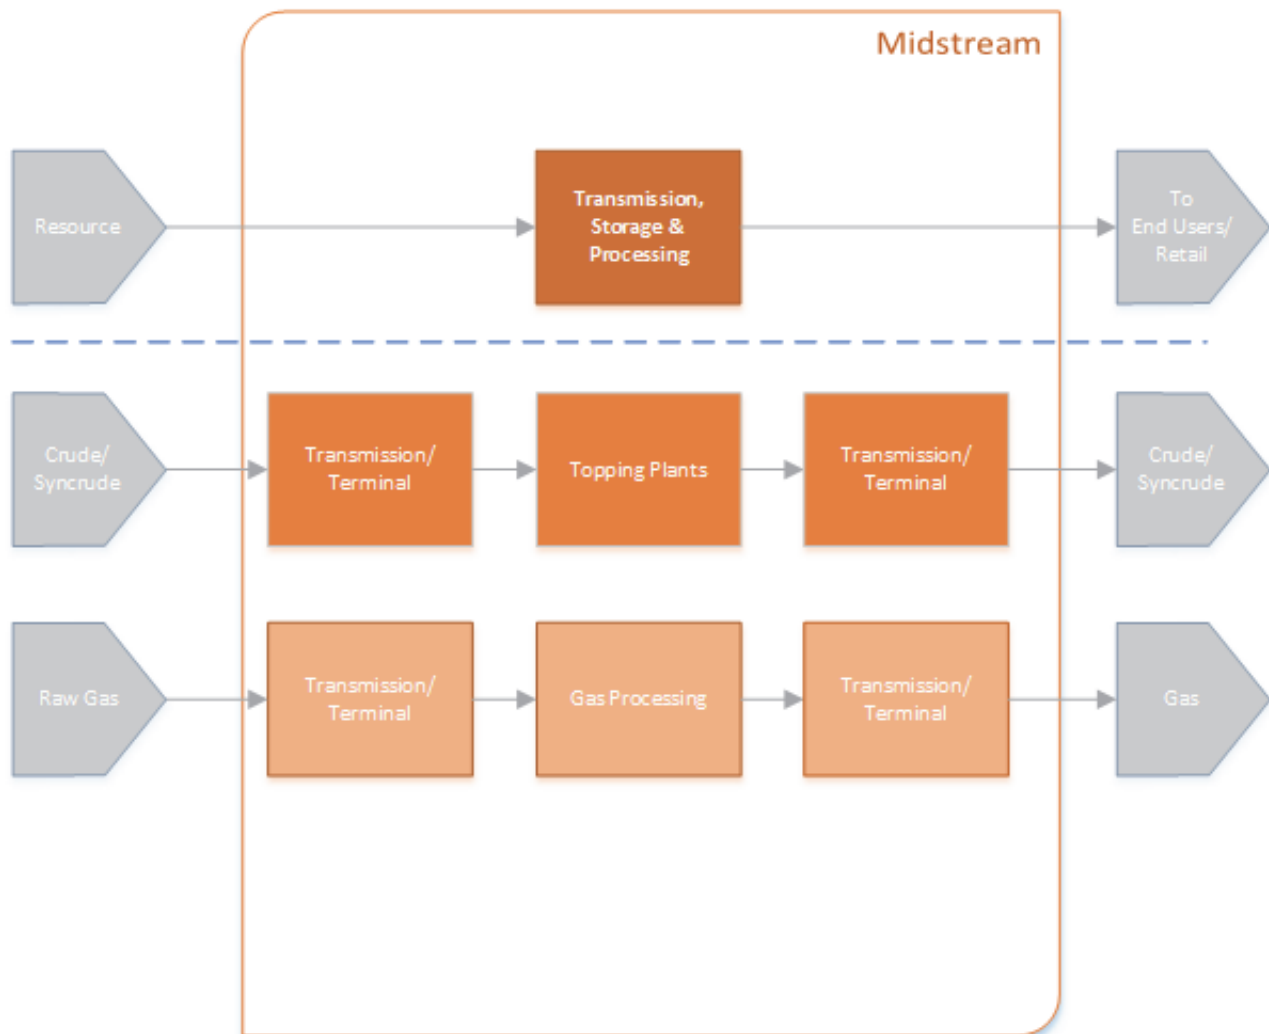 Midstream
Resource
Transmission,
Storage &
Processing
To
End Users/
Retail
Crude/
Syncrude
Transmission/
Terminal
Topping Plants
Transmission/
Terminal
Crude/
Syncrude
Raw Gas
Transmission/
Terminal
Gas Processing
Transmission/
Terminal
Gas